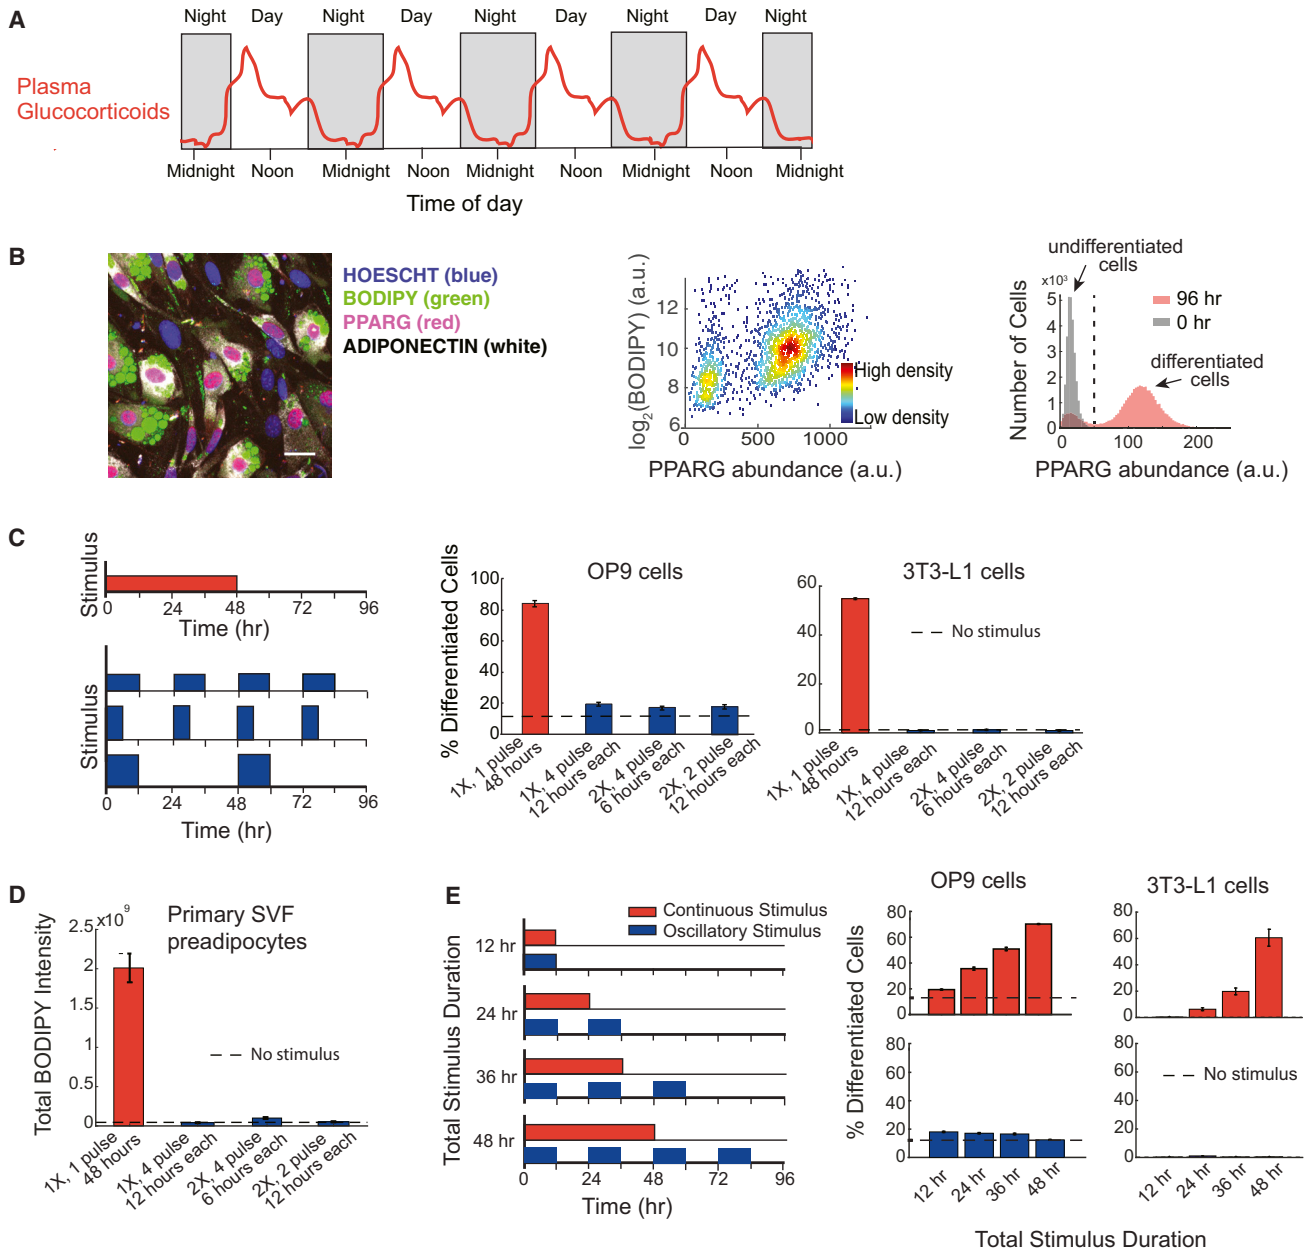 A
Night Day Night Day Night Day Night Day Night
Plasma
Glucocorticoids
Midnight Noon Midnight Noon Midnight Noon Midnight Noon Midnight
Time of day
B
HOESCHT (blue)
BODIPY (green)
PPARG (red)
ADIPONECTIN (white)
log2(BODIPY) (a.u.)
12
10
8
6
0 500 1000
PPARG abundance (a.u.)
High density
Low density
undifferentiated
cells
x10³
Number of Cells
5
4
3
2
1
0
96 hr
0 hr
differentiated
cells
0 100 200
PPARG abundance (a.u.)
C
Stimulus
0 24 48 72 96
Time (hr)
Stimulus
0 24 48 72 96
Time (hr)
OP9 cells
% Differentiated Cells
100
80
60
40
20
0
1X, 1 pulse
48 hours
1X, 4 pulse
12 hours each
2X, 4 pulse
6 hours each
2X, 2 pulse
12 hours each
3T3-L1 cells
60
40
20
0
No stimulus
1X, 1 pulse
48 hours
1X, 4 pulse
12 hours each
2X, 4 pulse
6 hours each
2X, 2 pulse
12 hours each
D
Primary SVF
preadipocytes
Total BODIPY Intensity
x10⁹
2.5
2
1.5
1
0.5
0
No stimulus
1X, 1 pulse
48 hours
1X, 4 pulse
12 hours each
2X, 4 pulse
6 hours each
2X, 2 pulse
12 hours each
E
Continuous Stimulus
Oscillatory Stimulus
Total Stimulus Duration
12 hr
24 hr
36 hr
48 hr
0 24 48 72 96
Time (hr)
OP9 cells
3T3-L1 cells
% Differentiated Cells
80
60
40
20
0
80
60
40
20
0
80
60
40
20
0
80
60
40
20
0
No stimulus
12 hr 24 hr 36 hr 48 hr
12 hr 24 hr 36 hr 48 hr
Total Stimulus Duration